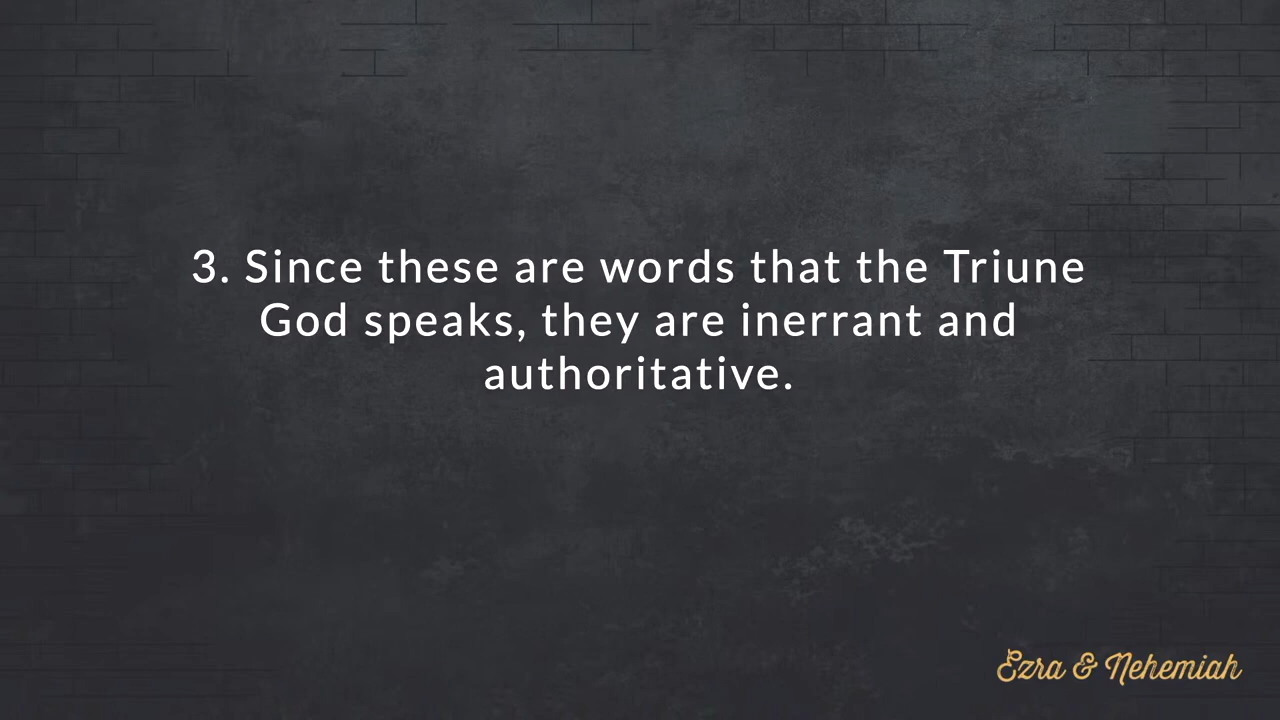 3. Since these are words that the Triune
God speaks, they are inerrant and
authoritative.
Ezra & Nehemiah